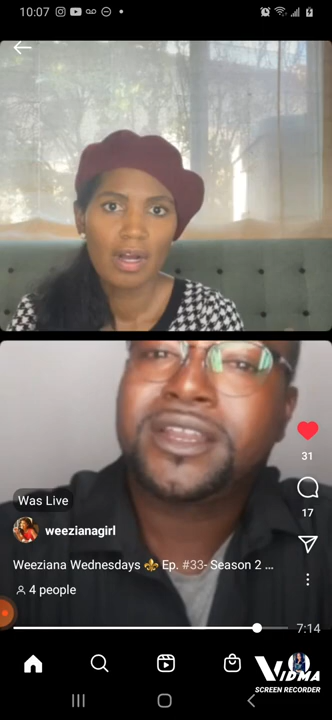 10:07
31
17
Was Live
weezianagirl
Weeziana Wednesdays ⚜️ Ep. #33- Season 2 ...
4 people
7:14
VIDMA
SCREEN RECORDER